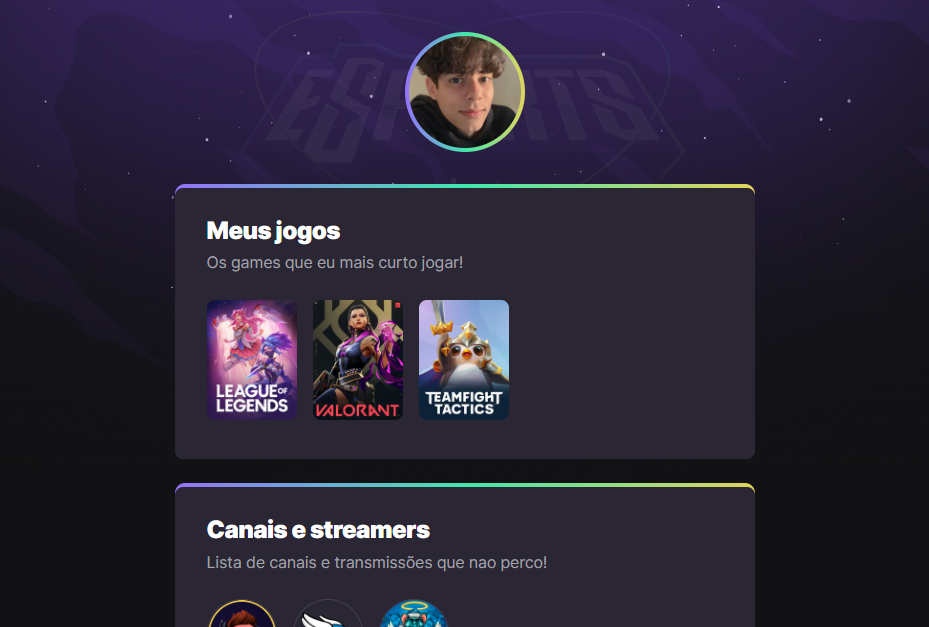 ESPORTS
Meus jogos
Os games que eu mais curto jogar!
LEAGUE OF
LEGENDS
VALORANT
TEAMFIGHT
TACTICS
Canais e streamers
Lista de canais e transmissões que nao perco!